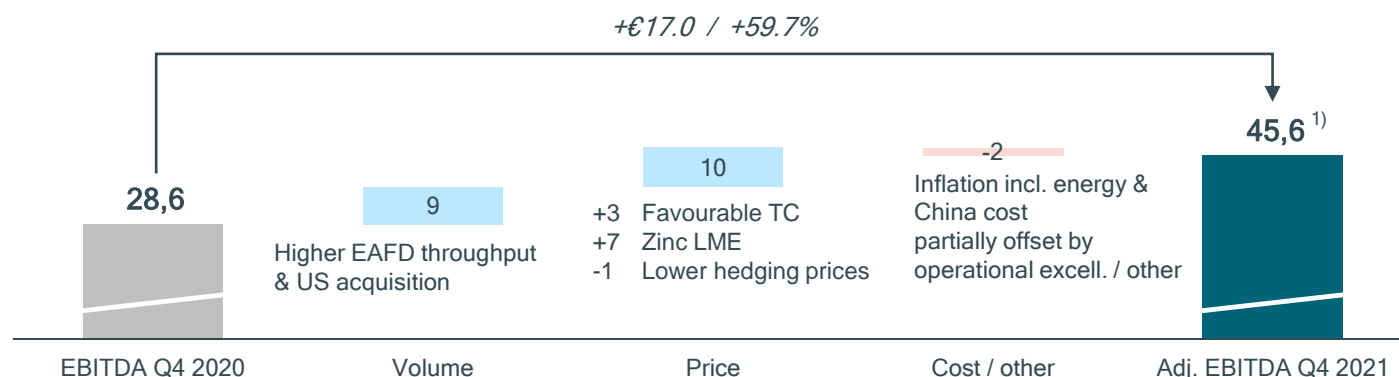 +€17.0 / +59.7%
28,6
9
Higher EAFD throughput
& US acquisition
10
+3 Favourable TC
+7 Zinc LME
-1 Lower hedging prices
-2
Inflation incl. energy &
China cost
partially offset by
operational excell. / other
45,6 1)
EBITDA Q4 2020
Volume
Price
Cost / other
Adj. EBITDA Q4 2021